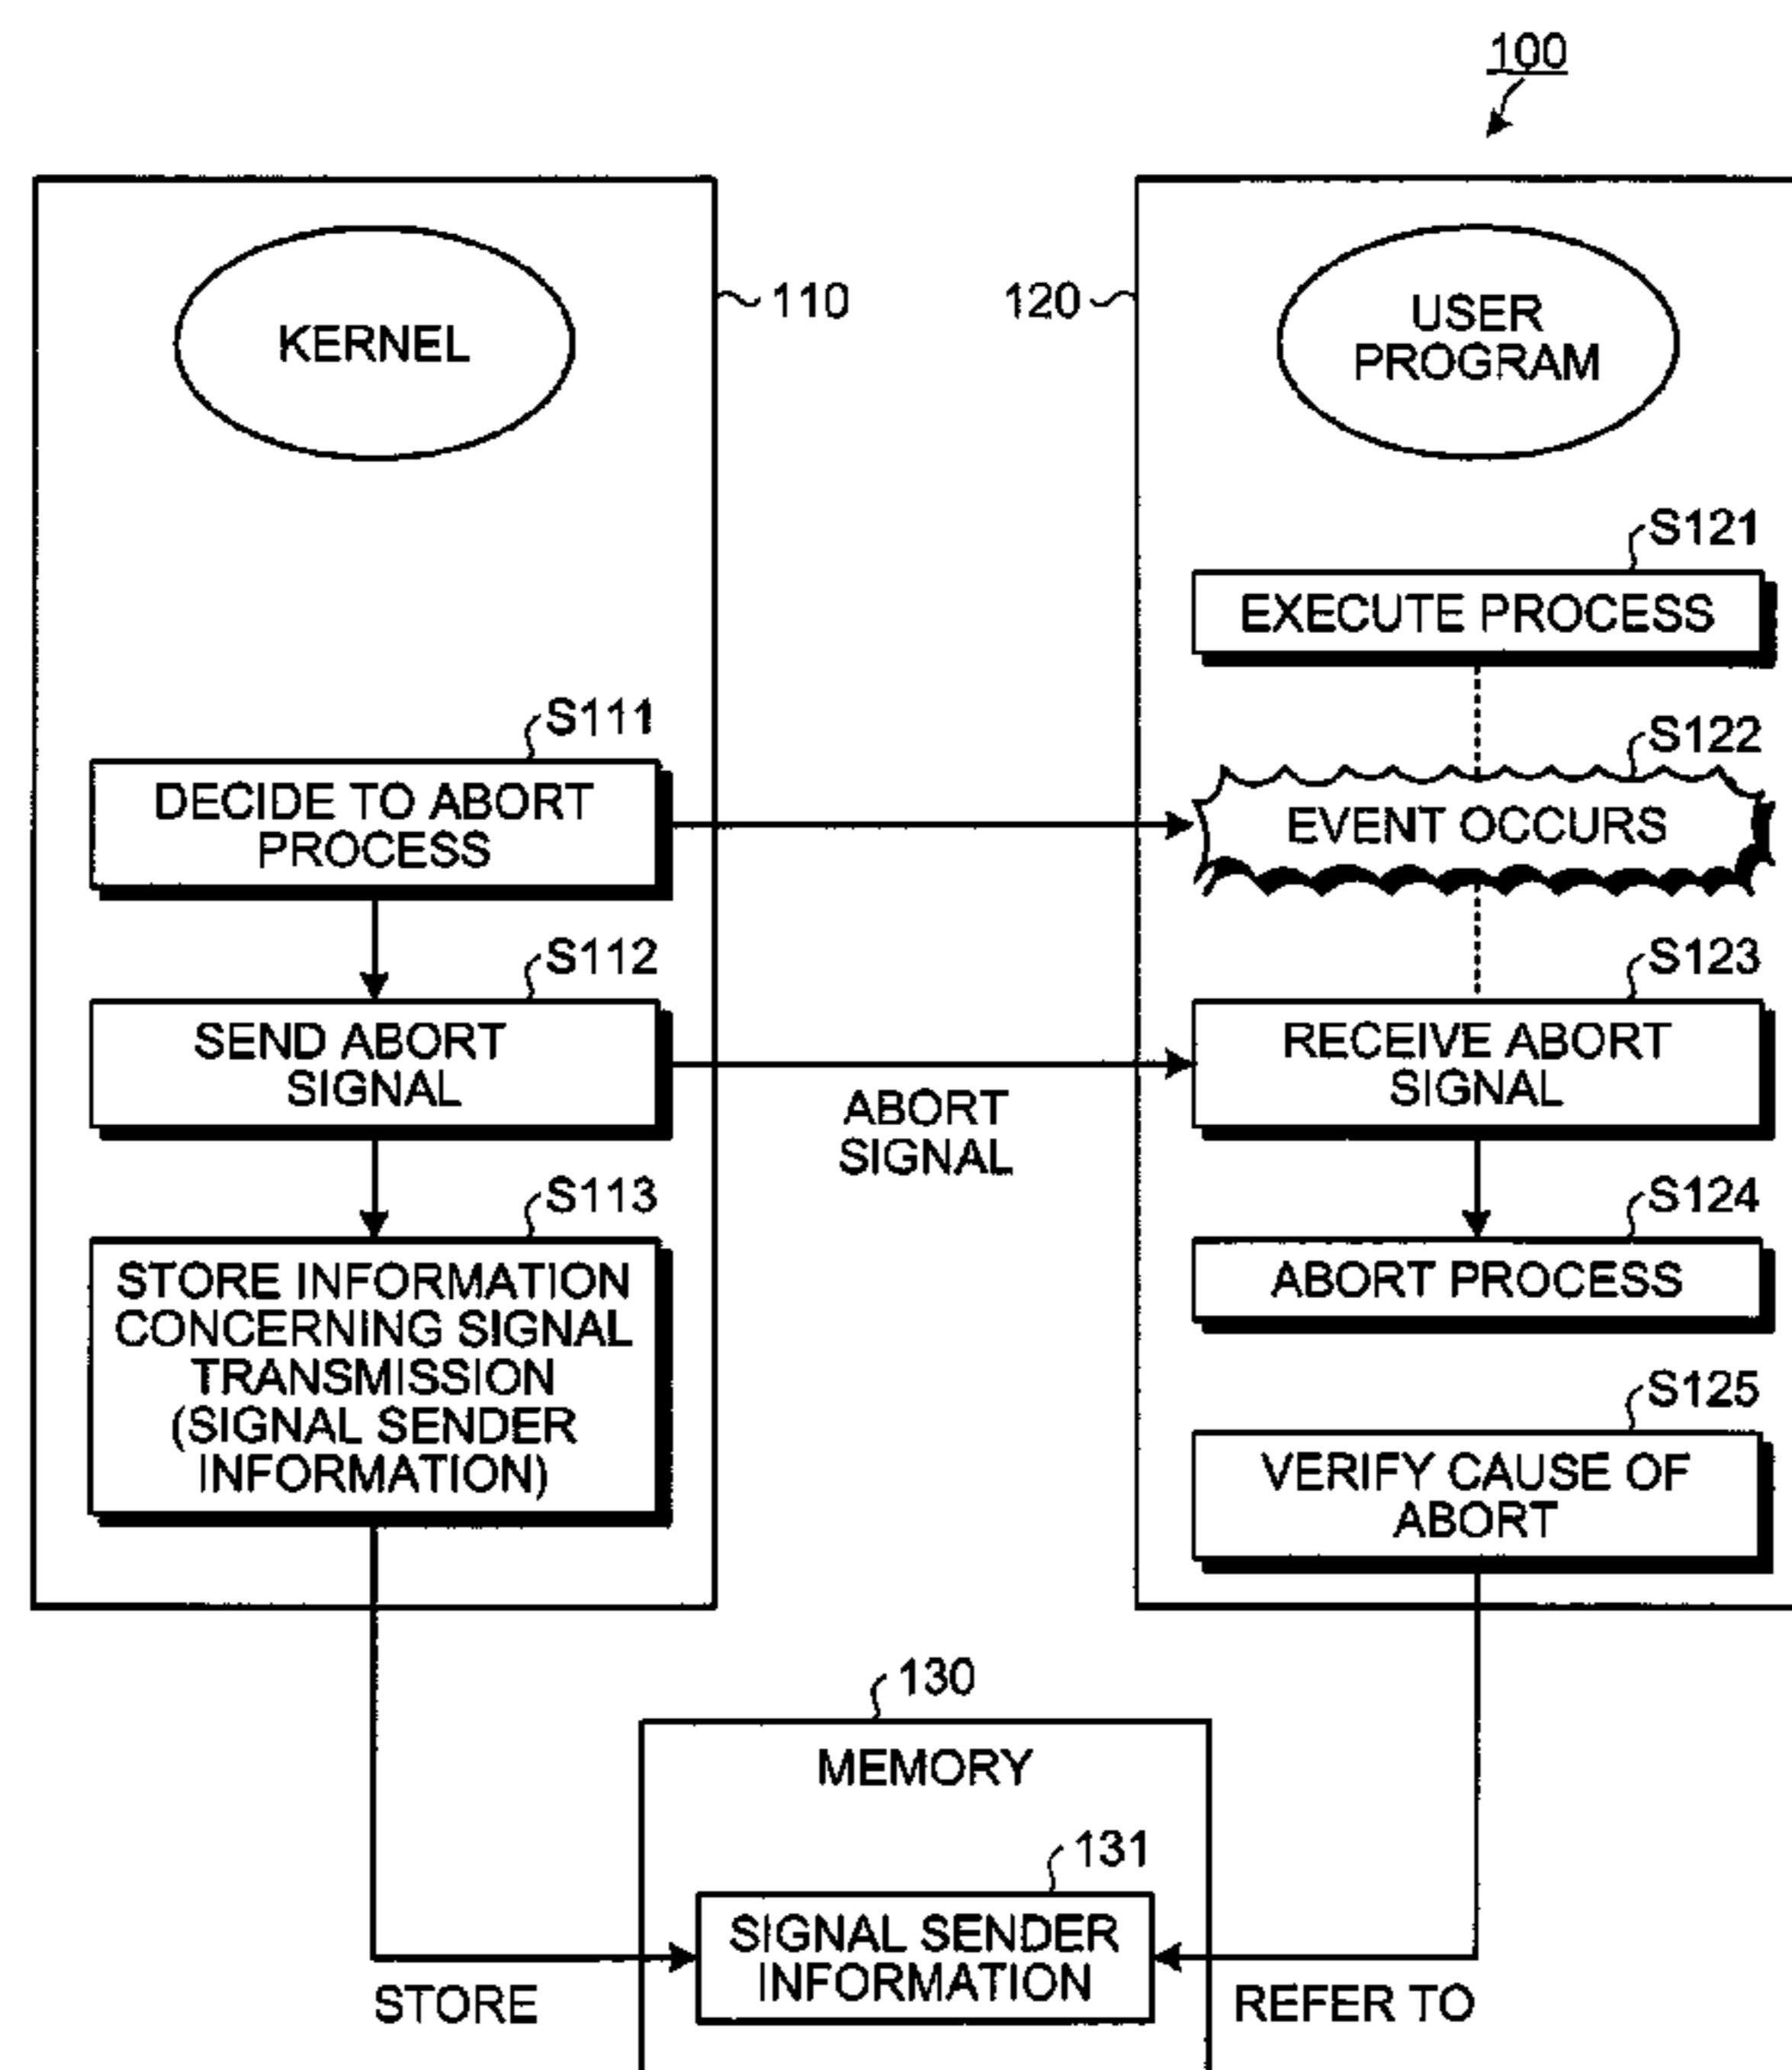 100
KERNEL
110
120
USER
PROGRAM
S121
EXECUTE PROCESS
S111
DECIDE TO ABORT
PROCESS
S122
EVENT OCCURS
S112
SEND ABORT
SIGNAL
ABORT
SIGNAL
S123
RECEIVE ABORT
SIGNAL
S113
STORE INFORMATION
CONCERNING SIGNAL
TRANSMISSION
(SIGNAL SENDER
INFORMATION)
S124
ABORT PROCESS
S125
VERIFY CAUSE OF
ABORT
130
MEMORY
131
SIGNAL SENDER
INFORMATION
STORE
REFER TO